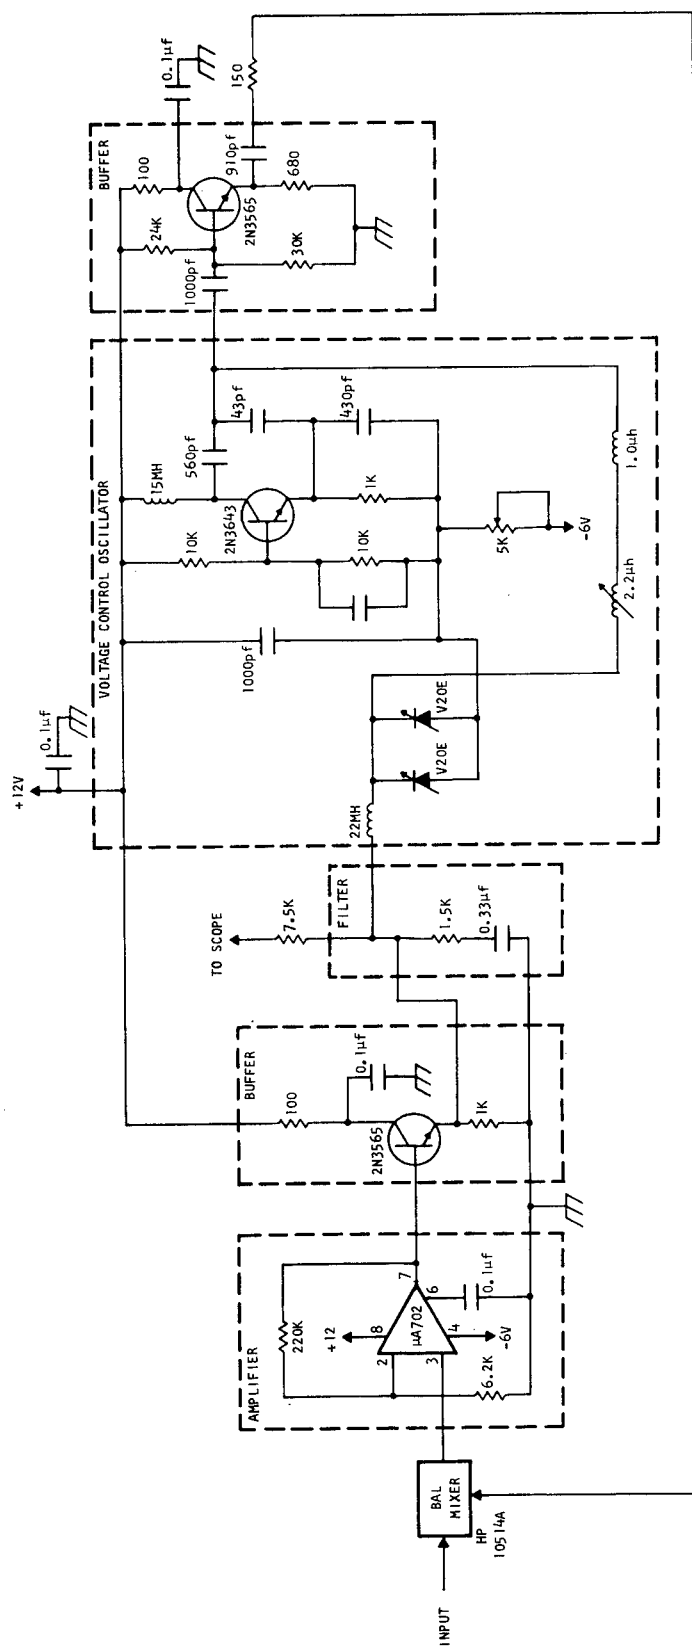 INPUT
BAL
MIXER
HP
10514A
AMPLIFIER
220K
+12
8
2
3
μA702
7
6
4
-6V
0.1μf
6.2K
BUFFER
100
0.1μf
2N3565
1K
TO SCOPE
7.5K
FILTER
1.5K
0.33μf
+12V
0.1μf
VOLTAGE CONTROL OSCILLATOR
22MH
V20E
V20E
1000pf
10K
15MH
560pf
2N3643
43pf
10K
1K
430pf
5K
-6V
2.2μh
1.0μh
BUFFER
24K
100
0.1μf
1000pf
2N3565
910pf
150
30K
680